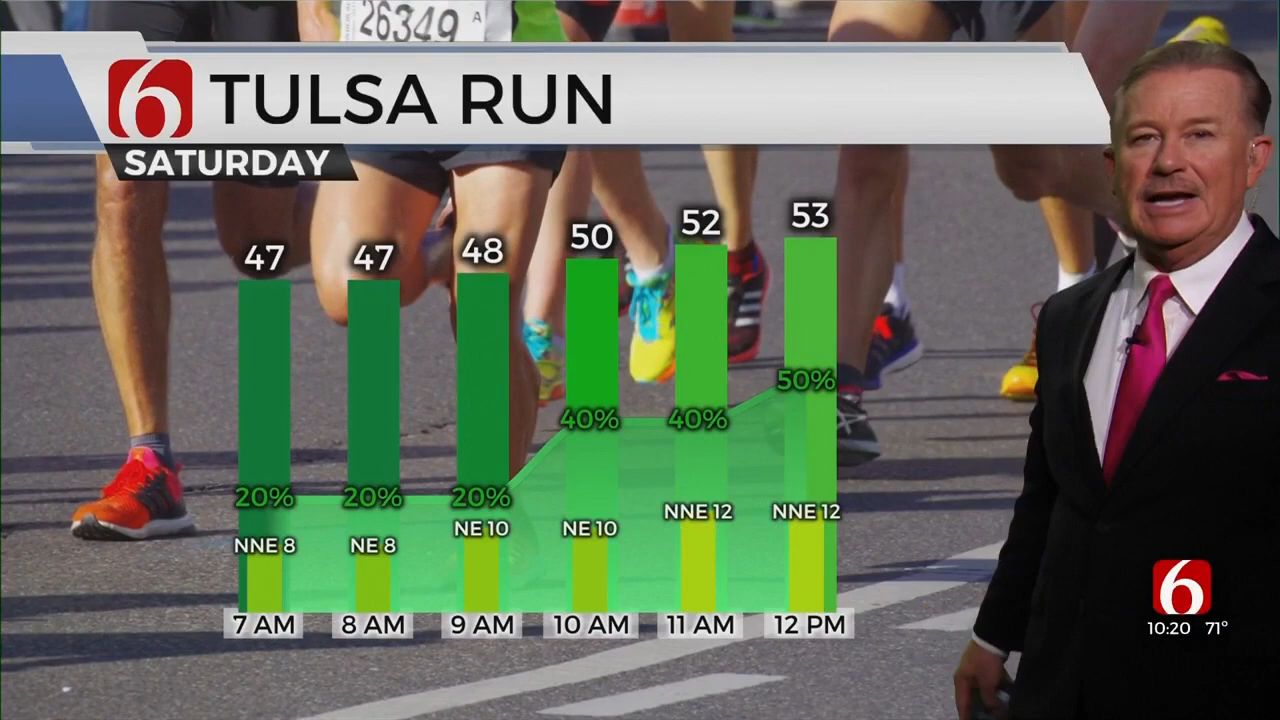 26349 A
6 TULSA RUN
SATURDAY
47 47 48 50 52 53
20% 20% 20% 40% 40% 50%
NNE 8 NE 8 NE 10 NE 10 NNE 12 NNE 12
7 AM 8 AM 9 AM 10 AM 11 AM 12 PM
6
10:20 71°